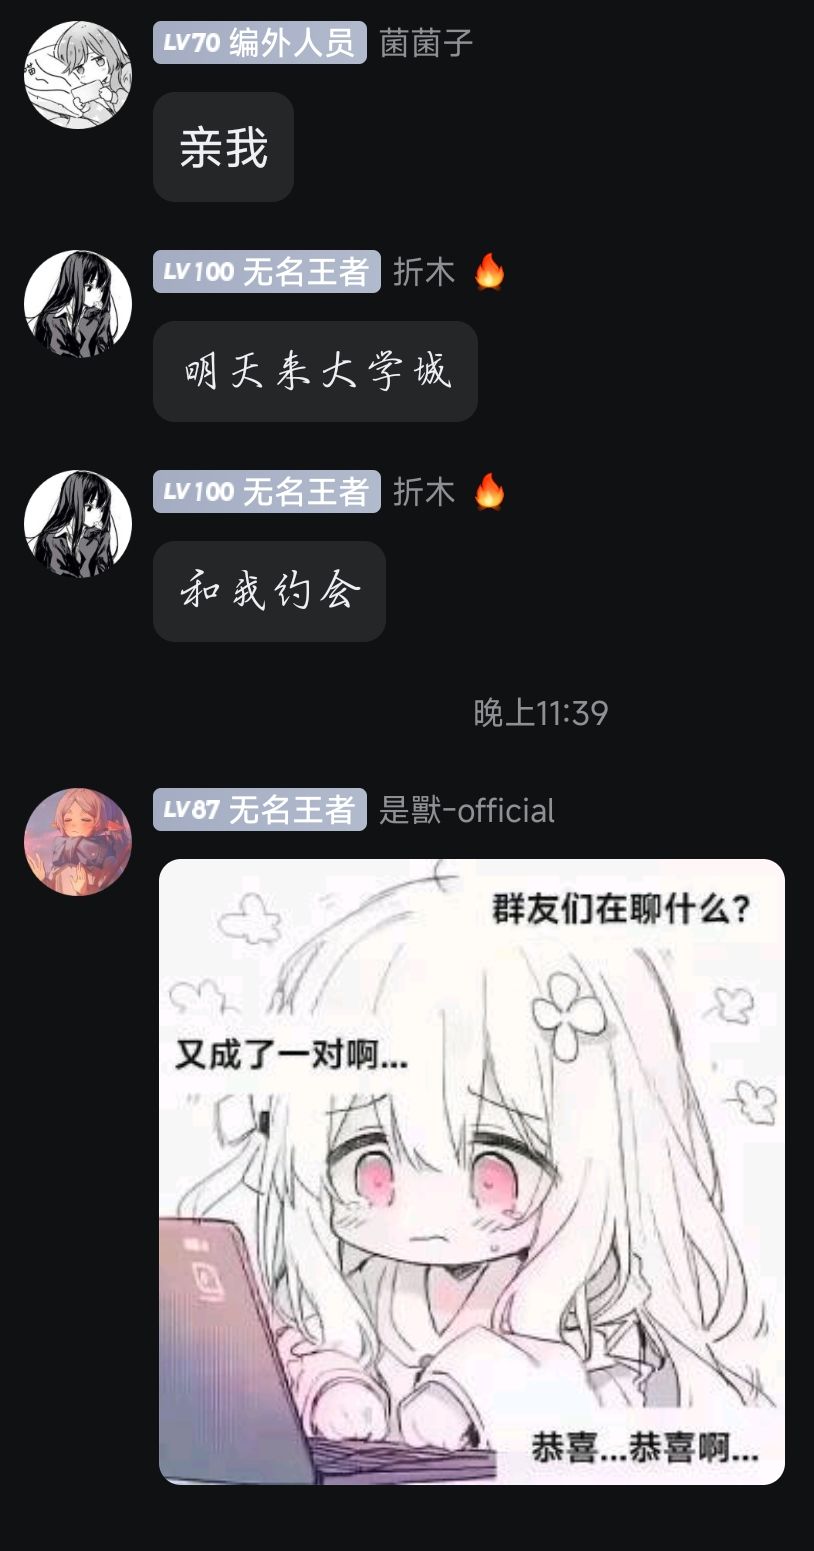 LV70 编外人员 菌菌子
亲我
LV100 无名王者 折木 🔥
明天来大学城
LV100 无名王者 折木 🔥
和我约会
晚上11:39
LV87 无名王者 是獸-official
群友们在聊什么?
又成了一对啊...
恭喜...恭喜啊...